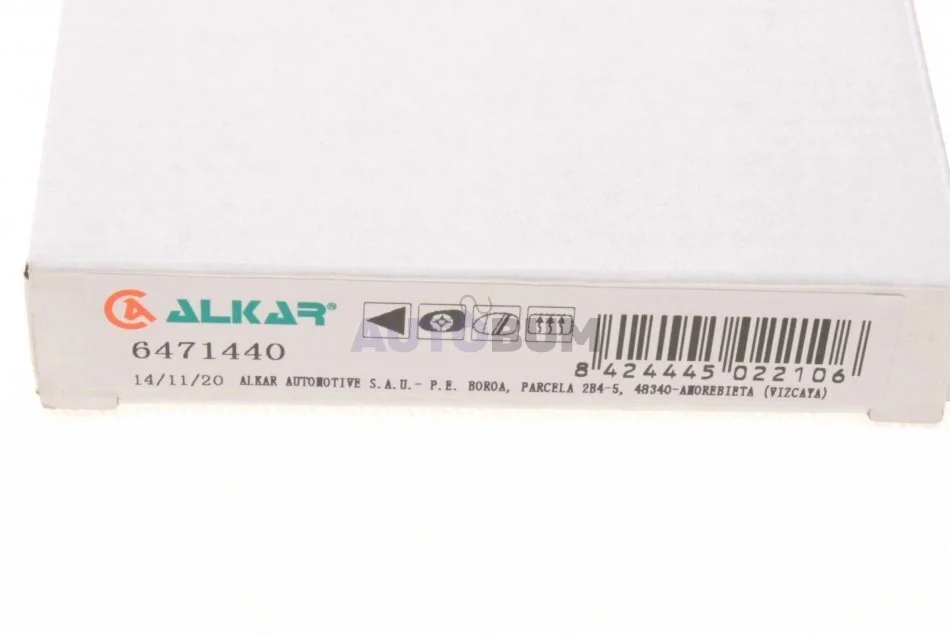 ALKAR®
6471440
AUTOBUM
8 424445 022106
14/11/20 ALKAR AUTOMOTIVE S.A.U.- P.E. BOROA, PARCELA 2B4-5, 48340-AMOREBIETA (VIZCAYA)